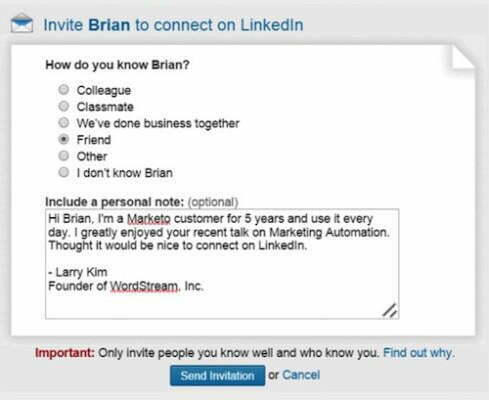 Invite Brian to connect on LinkedIn
How do you know Brian?
Colleague
Classmate
We've done business together
Friend
Other
I don't know Brian
Include a personal note: (optional)
Hi Brian, I'm a Marketo customer for 5 years and use it every
day. I greatly enjoyed your recent talk on Marketing Automation.
Thought it would be nice to connect on LinkedIn.
- Larry Kim
Founder of WordStream, Inc.
Important: Only invite people you know well and who know you. Find out why.
Send Invitation or Cancel